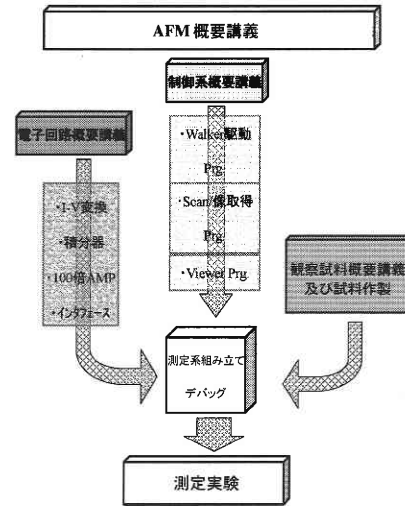 AFM 概要講義
制御系概要講義
電子回路概要講義
・Walker駆動
Prg.
・Scan/像取得
Prg.
・Viewer Prg.
・I-V変換
・積分器
・100倍AMP
・インタフェース
観察試料概要講義
及び試料作製
測定系組み立て
デバッグ
測定実験